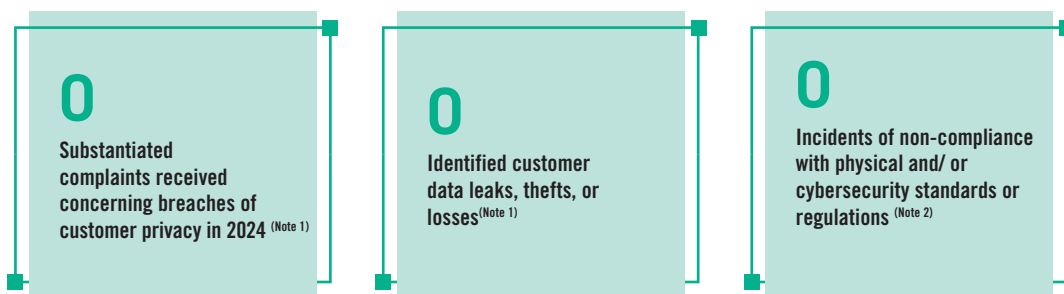 0
Substantiated
complaints received
concerning breaches of
customer privacy in 2024 (Note 1)
0
Identified customer
data leaks, thefts, or
losses(Note 1)
0
Incidents of non-compliance
with physical and/ or
cybersecurity standards or
regulations (Note 2)